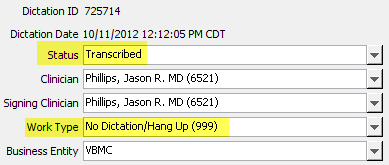 Dictation ID 725714
Dictation Date 10/11/2012 12:12:05 PM CDT
Status Transcribed
Clinician Phillips, Jason R. MD (6521)
Signing Clinician Phillips, Jason R. MD (6521)
Work Type No Dictation/Hang Up (999)
Business Entity VBMC